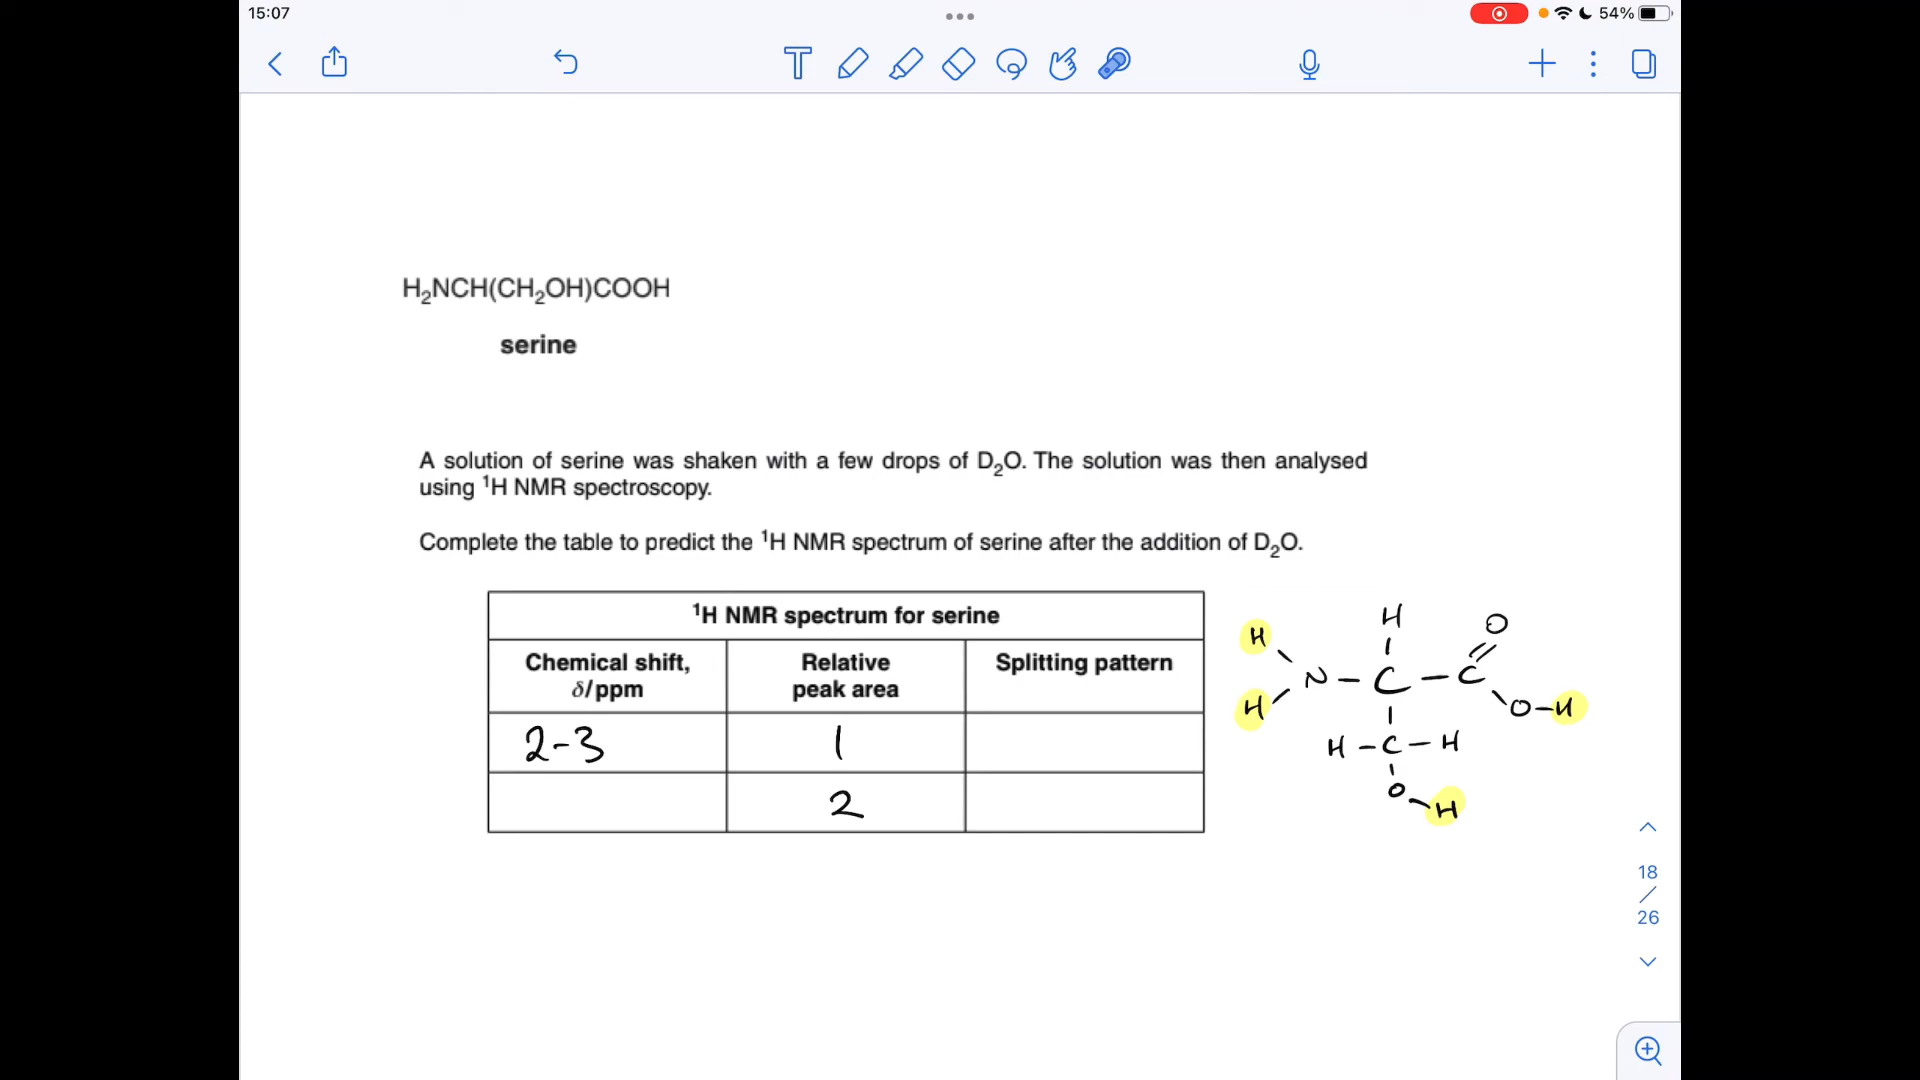 15:07
54%
T
H₂NCH(CH₂OH)COOH
serine
A solution of serine was shaken with a few drops of D₂O. The solution was then analysed
using ¹H NMR spectroscopy.
Complete the table to predict the ¹H NMR spectrum of serine after the addition of D₂O.
¹H NMR spectrum for serine
Chemical shift, δ/ppm
Relative peak area
Splitting pattern
2-3
1
2
H O
H
N - C - C
H O-H
H - C - H
O
H
18
/
26